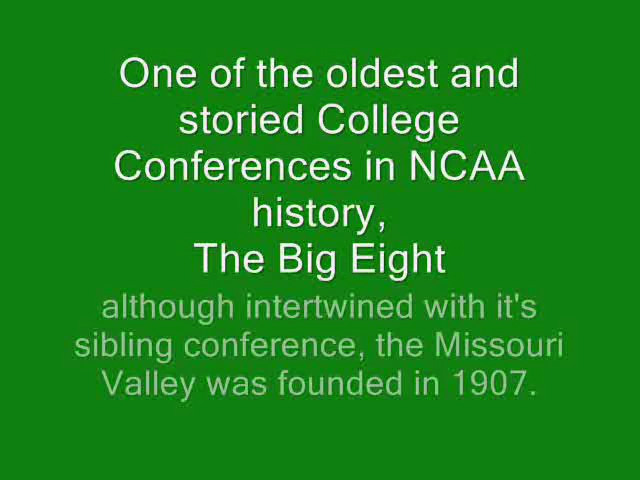 One of the oldest and
storied College
Conferences in NCAA
history,
The Big Eight
although intertwined with it's
sibling conference, the Missouri
Valley was founded in 1907.